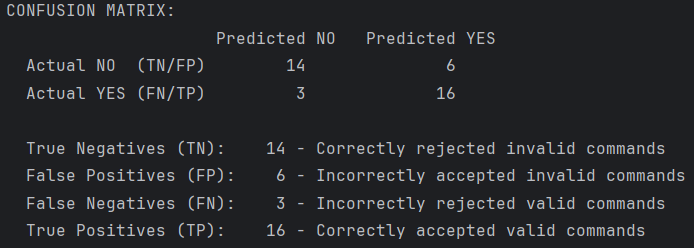 CONFUSION MATRIX:
Predicted NO Predicted YES
Actual NO (TN/FP) 14 6
Actual YES (FN/TP) 3 16
True Negatives (TN): 14 - Correctly rejected invalid commands
False Positives (FP): 6 - Incorrectly accepted invalid commands
False Negatives (FN): 3 - Incorrectly rejected valid commands
True Positives (TP): 16 - Correctly accepted valid commands